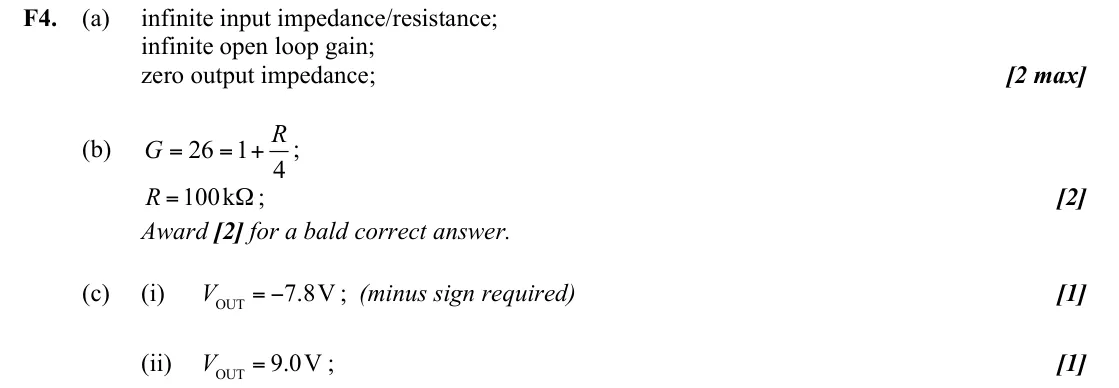 F4. (a) infinite input impedance/resistance;
infinite open loop gain;
zero output impedance; [2 max]
(b) G = 26 = 1 + R/4 ;
R = 100 kΩ ; [2]
Award [2] for a bald correct answer.
(c) (i) V_OUT = −7.8 V ; (minus sign required) [1]
(ii) V_OUT = 9.0 V ; [1]